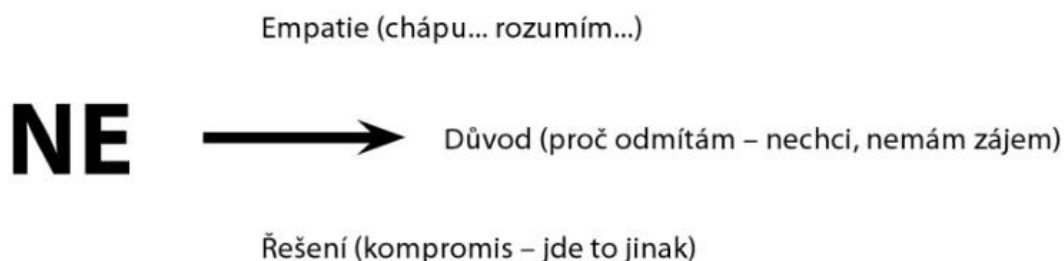 Empatie (chápu... rozumím...)
NE
Důvod (proč odmítám – nechci, nemám zájem)
Řešení (kompromis – jde to jinak)